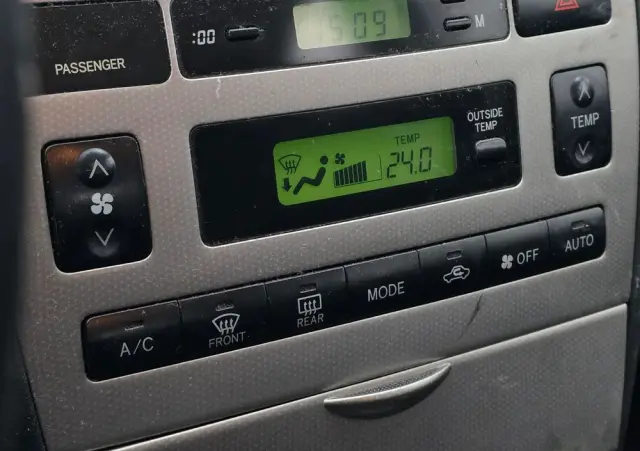 :00
5:09
M
PASSENGER
OUTSIDE
TEMP
TEMP
24.0
TEMP
A/C
FRONT
REAR
MODE
OFF
AUTO